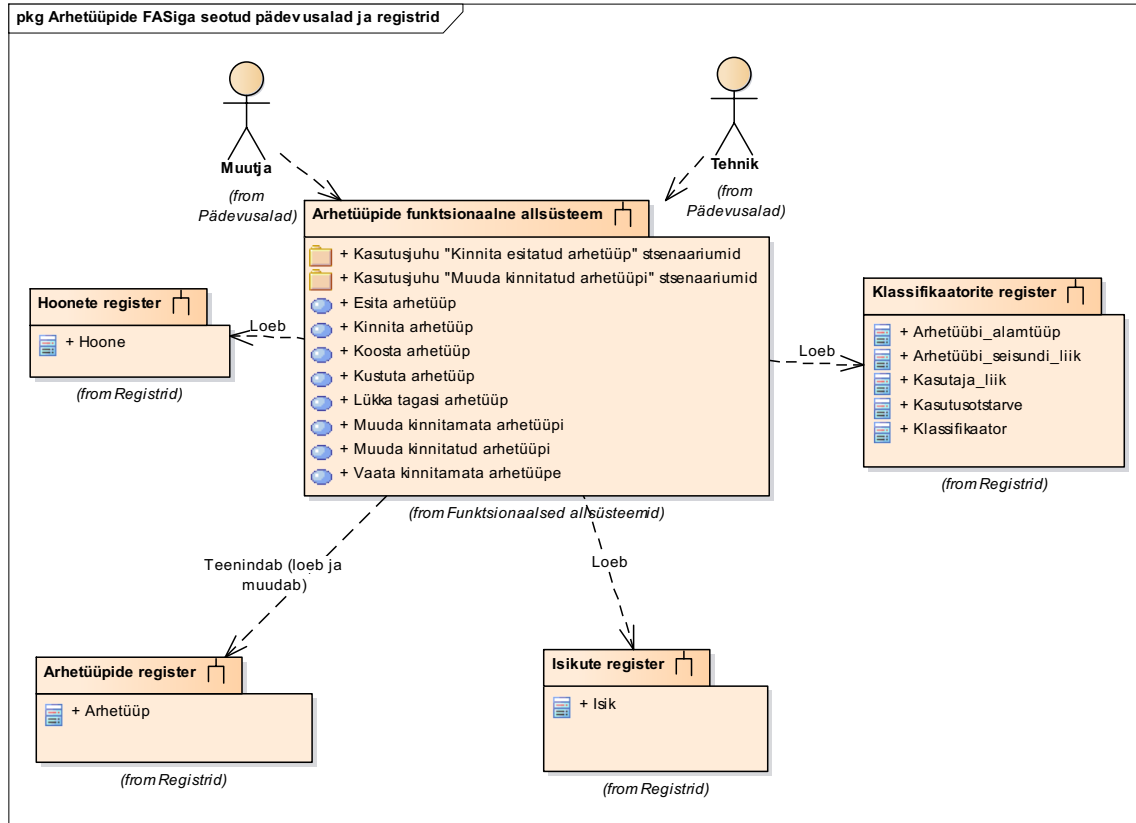 pkg Arhetüüpide FASiga seotud pädevusalad ja registrid
Muutja
(from
Pädevusalad)
Tehnik
(from
Pädevusalad)
Arhetüüpide funktsionaalne allsüsteem
+ Kasutusjuhu "Kinnita esitatud arhetüüp" stsenaariumid
+ Kasutusjuhu "Muuda kinnitatud arhetüüpi" stsenaariumid
+ Esita arhetüüp
+ Kinnita arhetüüp
+ Koosta arhetüüp
+ Kustuta arhetüüp
+ Lükka tagasi arhetüüp
+ Muuda kinnitamata arhetüüpi
+ Muuda kinnitatud arhetüüpi
+ Vaata kinnitamata arhetüüpe
(from Funktsionaalsed allsüsteemid)
Hoonete register
+ Hoone
(from Registrid)
Loeb
Loeb
Klassifikaatorite register
+ Arhetüübi_alamtüüp
+ Arhetüübi_seisundi_liik
+ Kasutaja_liik
+ Kasutusotstarve
+ Klassifikaator
(from Registrid)
Teenindab (loeb ja
muudab)
Loeb
Arhetüüpide register
+ Arhetüüp
(from Registrid)
Isikute register
+ Isik
(from Registrid)